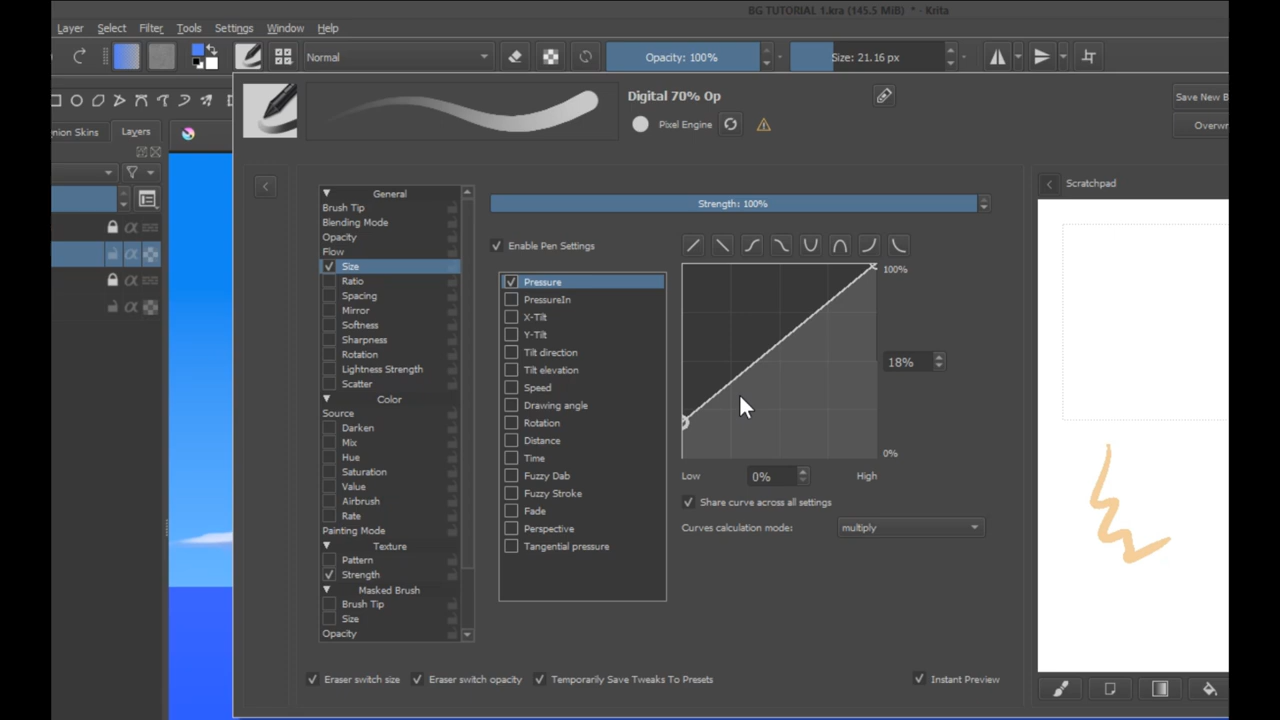 BG TUTORIAL 1.kra (145.5 MiB) * - Krita
Layer Select Filter Tools Settings Window Help
Normal Opacity: 100% Size: 21.16 px
Digital 70% Op
Save New B
Pixel Engine
Overw
nion Skins Layers
Scratchpad
General
Brush Tip
Blending Mode
Opacity
Flow
Size
Ratio
Spacing
Mirror
Softness
Sharpness
Rotation
Lightness Strength
Scatter
Color
Source
Darken
Mix
Hue
Saturation
Value
Airbrush
Rate
Painting Mode
Texture
Pattern
Strength
Masked Brush
Brush Tip
Size
Opacity
Strength: 100%
Enable Pen Settings
Pressure
PressureIn
X-Tilt
Y-Tilt
Tilt direction
Tilt elevation
Speed
Drawing angle
Rotation
Distance
Time
Fuzzy Dab
Fuzzy Stroke
Fade
Perspective
Tangential pressure
100%
18%
0%
Low 0% High
Share curve across all settings
Curves calculation mode: multiply
Eraser switch size Eraser switch opacity Temporarily Save Tweaks To Presets Instant Preview